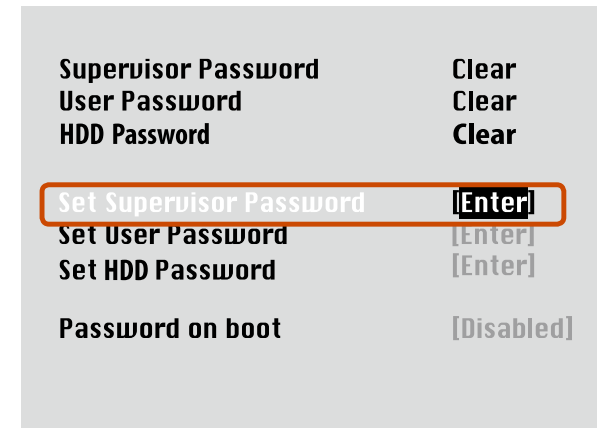 Supervisor Password Clear
User Password Clear
HDD Password Clear
Set Supervisor Password [Enter]
Set User Password [Enter]
Set HDD Password [Enter]
Password on boot [Disabled]